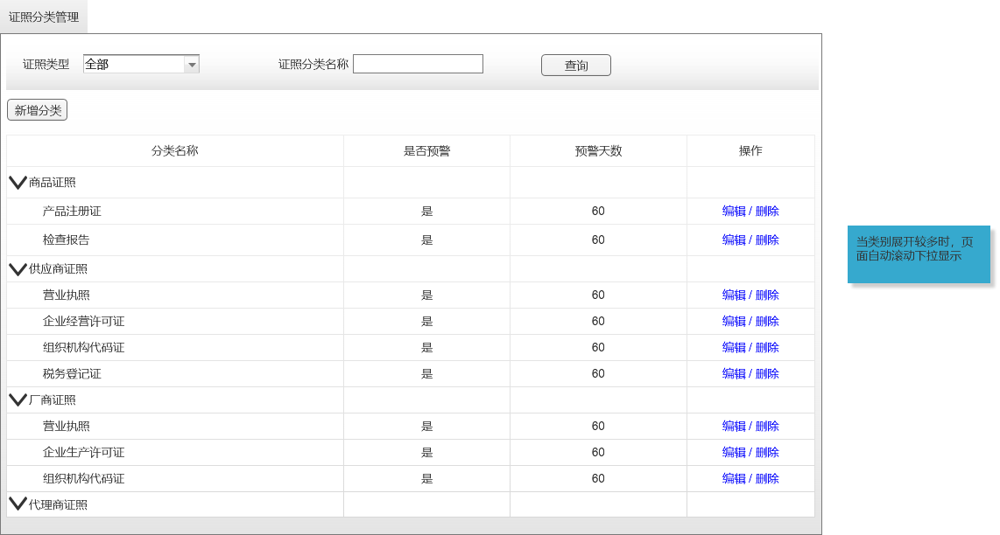 证照分类管理
证照类型 全部 证照分类名称 查询
新增分类
分类名称 是否预警 预警天数 操作
商品证照
产品注册证 是 60 编辑 / 删除
检查报告 是 60 编辑 / 删除
供应商证照
营业执照 是 60 编辑 / 删除
企业经营许可证 是 60 编辑 / 删除
组织机构代码证 是 60 编辑 / 删除
税务登记证 是 60 编辑 / 删除
厂商证照
营业执照 是 60 编辑 / 删除
企业生产许可证 是 60 编辑 / 删除
组织机构代码证 是 60 编辑 / 删除
代理商证照
当类别展开较多时，页
面自动滚动下拉显示